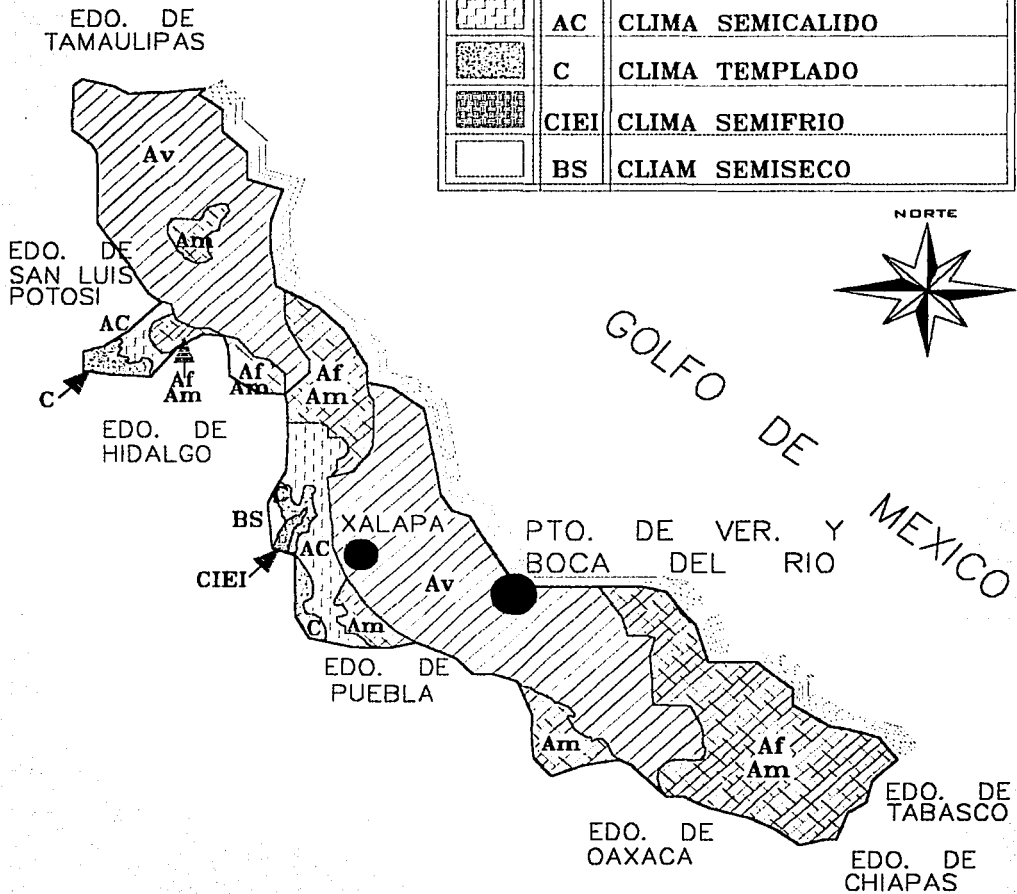 EDO. DE
TAMAULIPAS
AC CLIMA SEMICALIDO
C CLIMA TEMPLADO
CIEI CLIMA SEMIFRIO
BS CLIAM SEMISECO
NORTE
Av
Am
EDO. DE
SAN LUIS
POTOSI
AC
C
Af
Am
Af
Am
Af
Am
EDO. DE
HIDALGO
GOLFO DE MEXICO
C
BS
XALAPA
AC
CIEI
Av
PTO. DE VER. Y
BOCA DEL RIO
C
Am
EDO. DE
PUEBLA
Am
Af
Am
EDO. DE
TABASCO
EDO. DE
OAXACA
EDO. DE
CHIAPAS